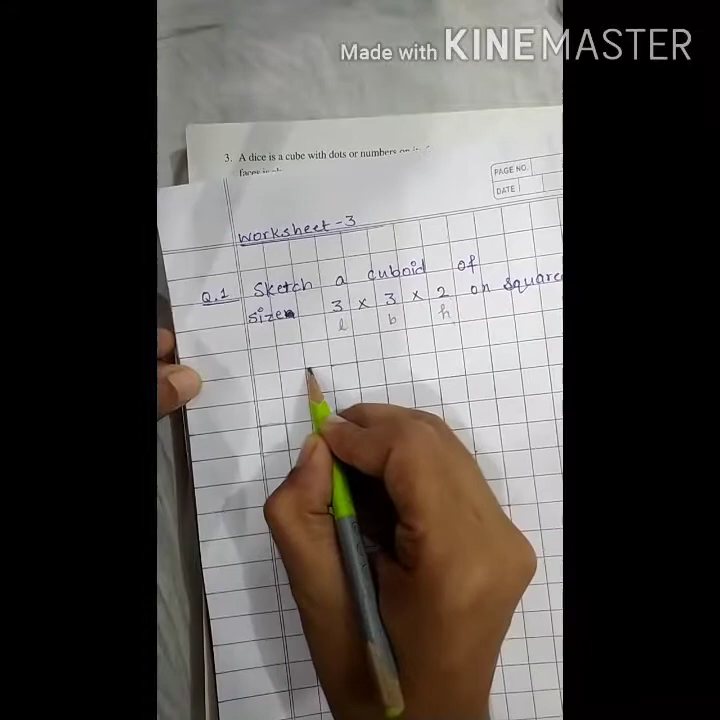 Made with KINEMASTER
3. A dice is a cube with dots or numbers on
PAGE NO.
DATE
Worksheet-3
Q.1 Sketch a cuboid of
size 3 x 3 x 2 on square
l b h